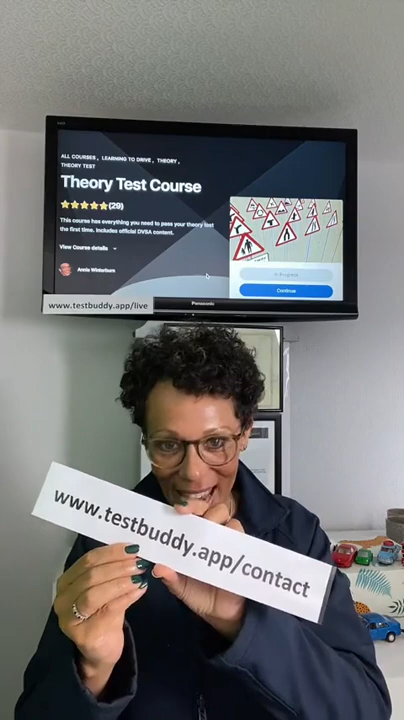 ALL COURSES , LEARNING TO DRIVE , THEORY ,
THEORY TEST
Theory Test Course
(29)
This course has everything you need to pass your theory test
the first time. Includes official DVSA content.
View Course details
Annie Winterburn
In Progress
Continue
www.testbuddy.app/live
Panasonic
www.testbuddy.app/contact